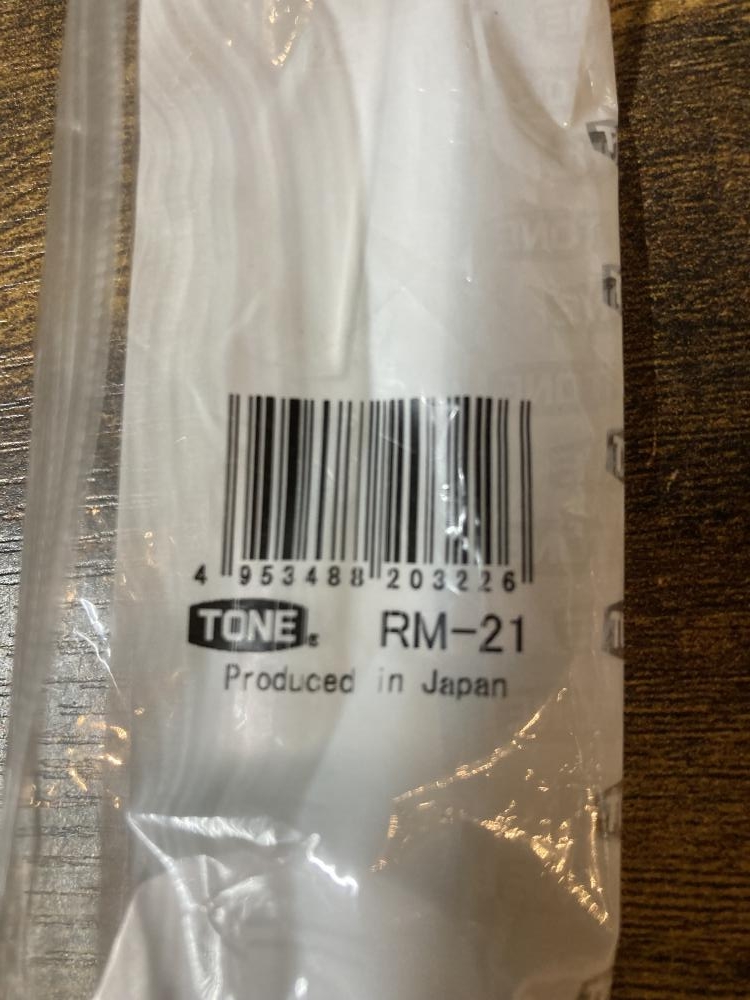 4 953488 203226
TONE® RM-21
Produced in Japan